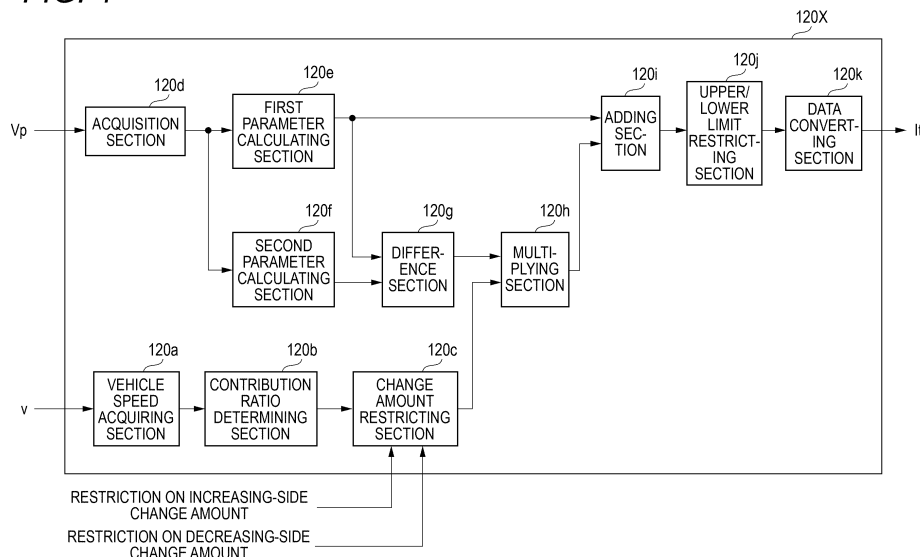 120X
120d
120e
120i
120j
120k
Vp
ACQUISITION
SECTION
FIRST
PARAMETER
CALCULATING
SECTION
ADDING
SEC-
TION
UPPER/
LOWER
LIMIT
RESTRICT-
ING
SECTION
DATA
CONVERT-
ING
SECTION
120f
120g
120h
SECOND
PARAMETER
CALCULATING
SECTION
DIFFER-
ENCE
SECTION
MULTI-
PLYING
SECTION
120a
120b
120c
v
VEHICLE
SPEED
ACQUIRING
SECTION
CONTRIBUTION
RATIO
DETERMINING
SECTION
CHANGE
AMOUNT
RESTRICTING
SECTION
RESTRICTION ON INCREASING-SIDE
CHANGE AMOUNT
RESTRICTION ON DECREASING-SIDE
CHANGE AMOUNT